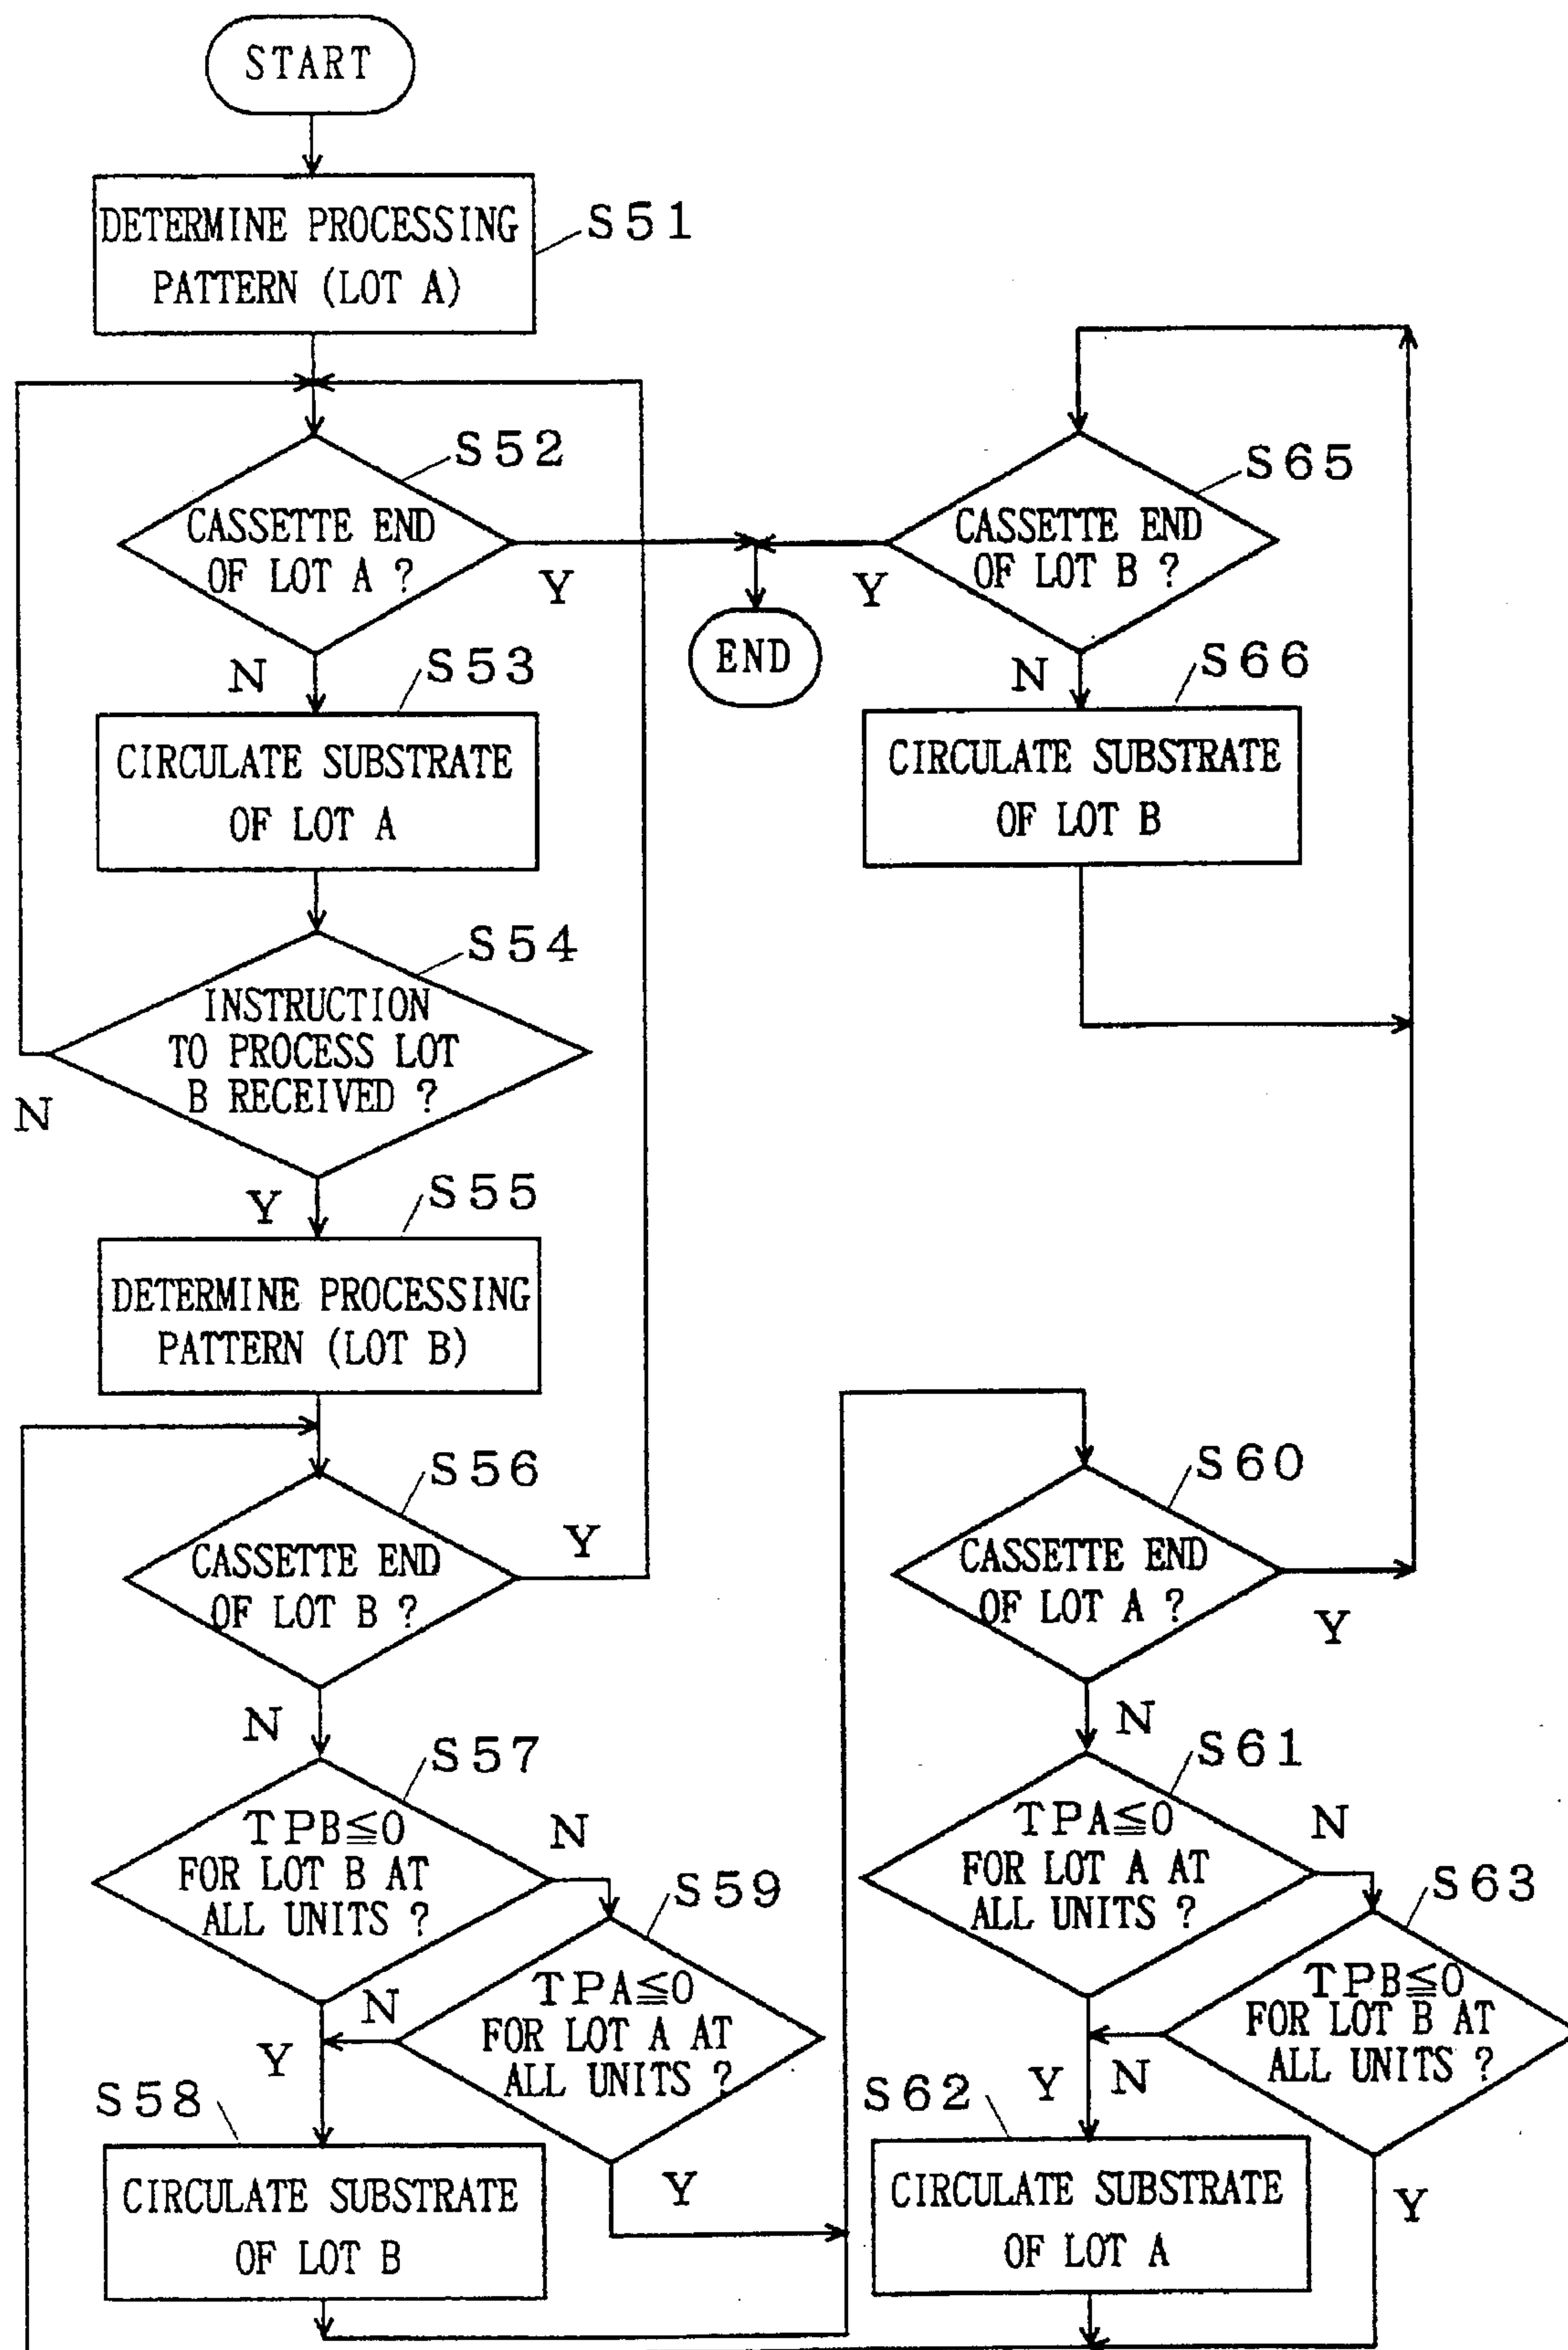 START
DETERMINE PROCESSING
PATTERN (LOT A)
S51
S52
CASSETTE END
OF LOT A ?
Y
N
S53
CIRCULATE SUBSTRATE
OF LOT A
S54
INSTRUCTION
TO PROCESS LOT
B RECEIVED ?
N
Y
S55
DETERMINE PROCESSING
PATTERN (LOT B)
S56
CASSETTE END
OF LOT B ?
Y
N
S57
TPB≦0
FOR LOT B AT
ALL UNITS ?
N
Y
S59
TPA≦0
FOR LOT A AT
ALL UNITS ?
N
Y
S58
CIRCULATE SUBSTRATE
OF LOT B
S60
CASSETTE END
OF LOT A ?
Y
N
S61
TPA≦0
FOR LOT A AT
ALL UNITS ?
N
Y
S63
TPB≦0
FOR LOT B AT
ALL UNITS ?
N
Y
S62
CIRCULATE SUBSTRATE
OF LOT A
S65
CASSETTE END
OF LOT B ?
Y
N
END
S66
CIRCULATE SUBSTRATE
OF LOT B